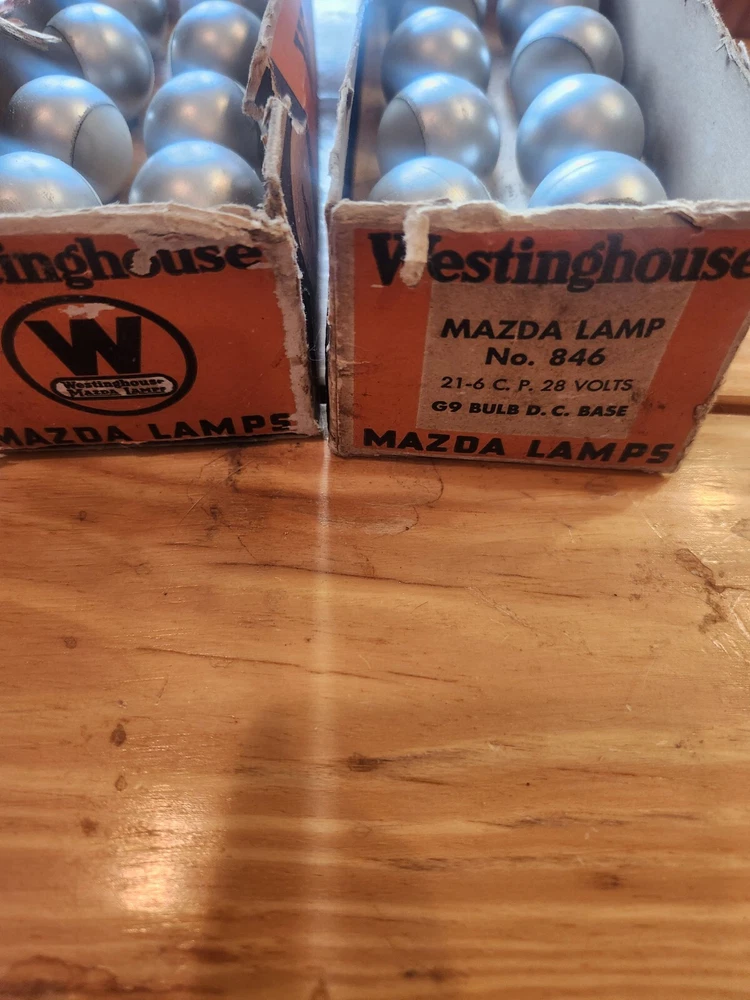 inghouse
W
Westinghouse
Mazda Lamps
MAZDA LAMPS
Westinghouse
MAZDA LAMP
No. 846
21-6 C. P. 28 VOLTS
G9 BULB D. C. BASE
MAZDA LAMPS